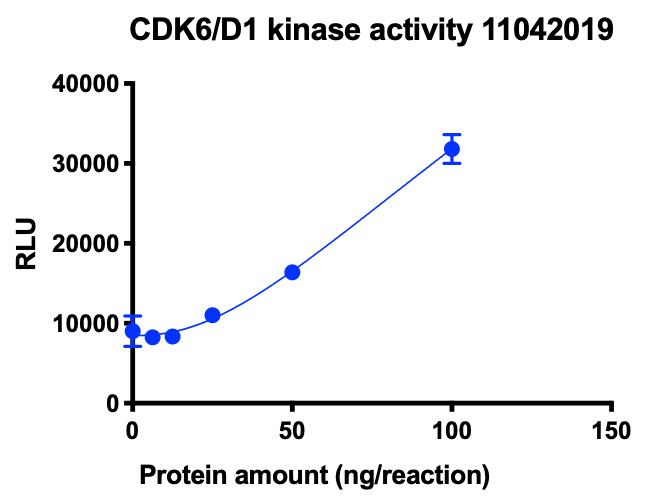 CDK6/D1 kinase activity 11042019
40000
30000
20000
10000
0
RLU
0 50 100 150
Protein amount (ng/reaction)